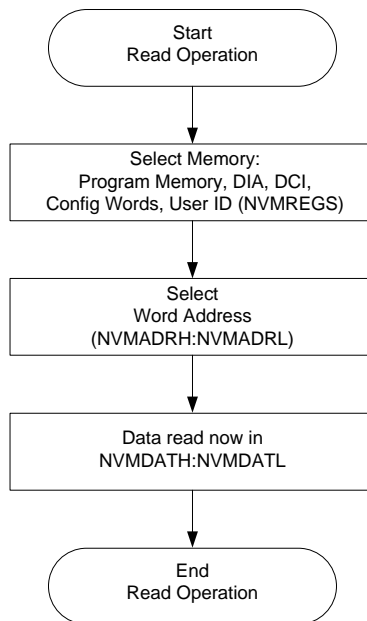 Start
Read Operation
Select Memory:
Program Memory, DIA, DCI,
Config Words, User ID (NVMREGS)
Select
Word Address
(NVMADRH:NVMADRL)
Data read now in
NVMDATH:NVMDATL
End
Read Operation